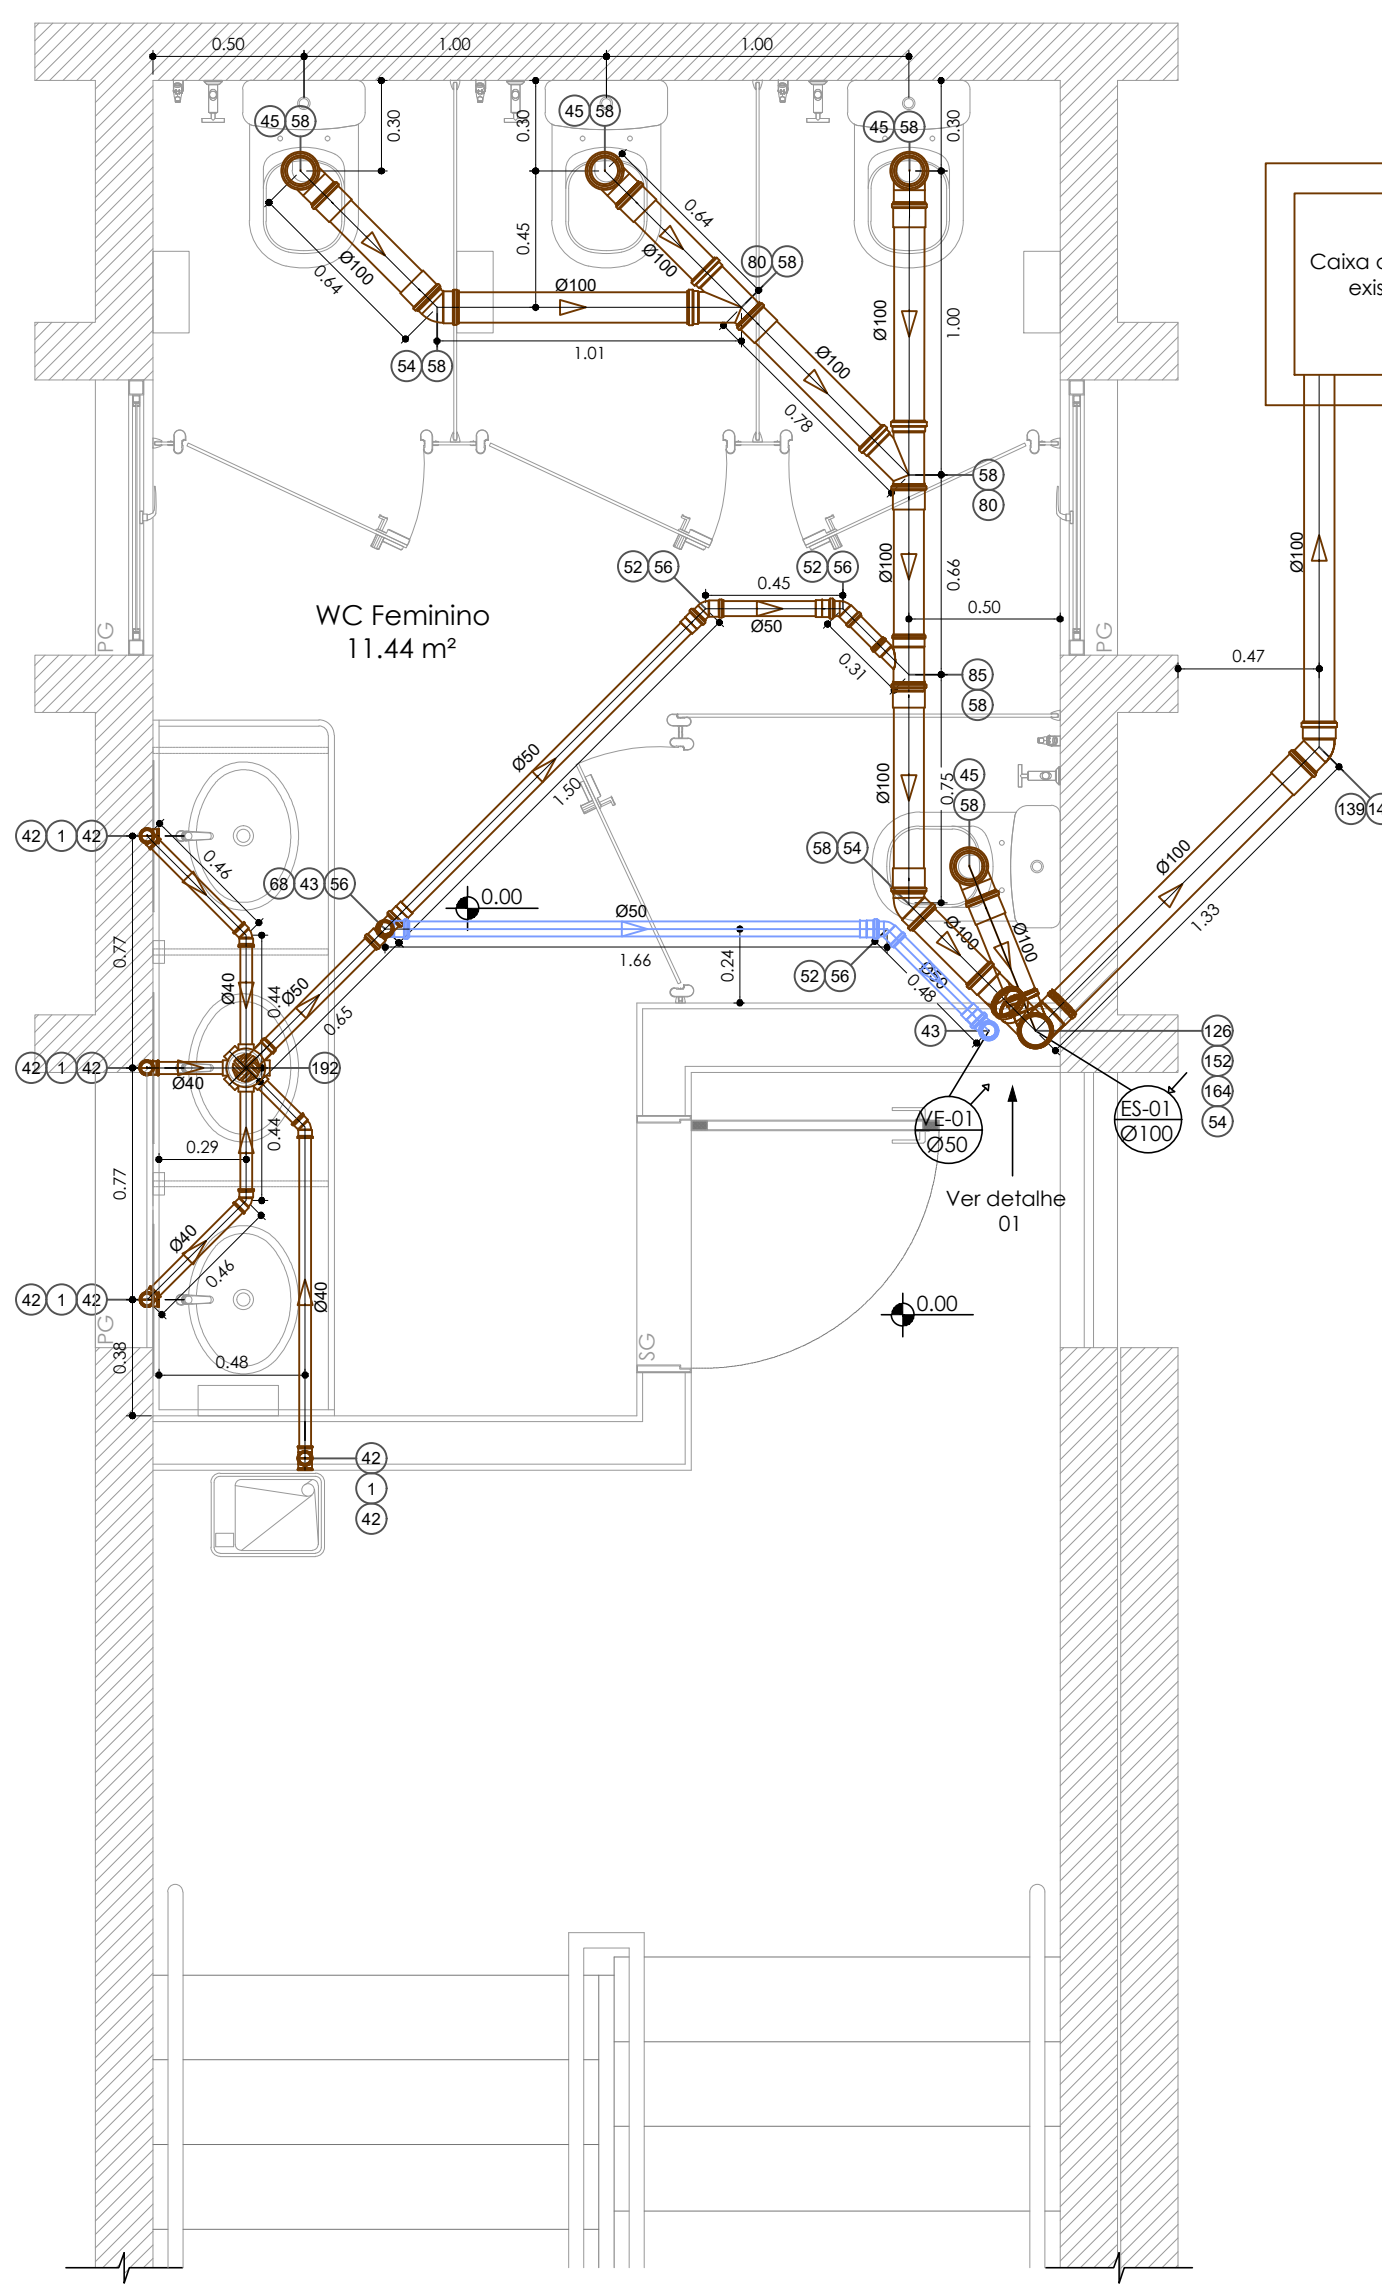 0.50
1.00
1.00
45 58
45 58
45 58
0.30
0.30
0.30
0.64
Ø100
0.64
Ø100
0.45
80 58
Ø100
1.01
54 58
Ø100
0.78
Ø100
1.00
Caixa
exis
58
80
Ø100
0.66
Ø100
52 56
52 56
0.45
Ø50
0.31
0.50
WC Feminino
11.44 m²
PG
PG
0.47
85
58
Ø50
1.50
Ø100
0.75
45
58
139
58 54
42 1 42
0.46
68 43 56
0.00
Ø50
1.66
0.24
52 56
Ø100
Ø100
Ø50
0.48
Ø100
1.33
0.77
Ø40
0.44
Ø50
0.65
43
126
152
164
54
42 1 42
Ø40
192
VE-01
Ø50
ES-01
Ø100
0.44
0.29
0.77
Ver detalhe
01
Ø40
0.46
42 1 42
Ø40
0.00
PG
0.38
0.48
SG
42
1
42